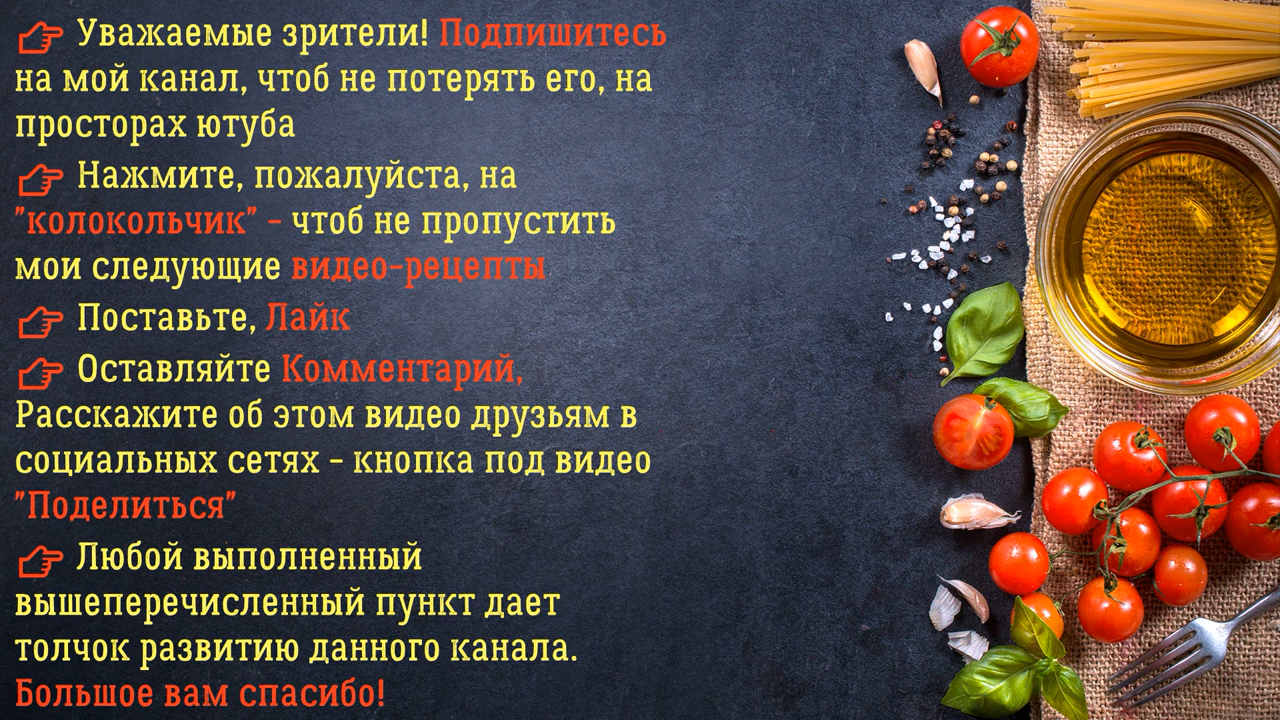 👉 Уважаемые зрители! Подпишитесь
на мой канал, чтоб не потерять его, на
просторах ютуба
👉 Нажмите, пожалуйста, на
"колокольчик" - чтоб не пропустить
мои следующие видео-рецепты
👉 Поставьте, Лайк
👉 Оставляйте Комментарий,
Расскажите об этом видео друзьям в
социальных сетях - кнопка под видео
"Поделиться"
👉 Любой выполненный
вышеперечисленный пункт дает
толчок развитию данного канала.
Большое вам спасибо!